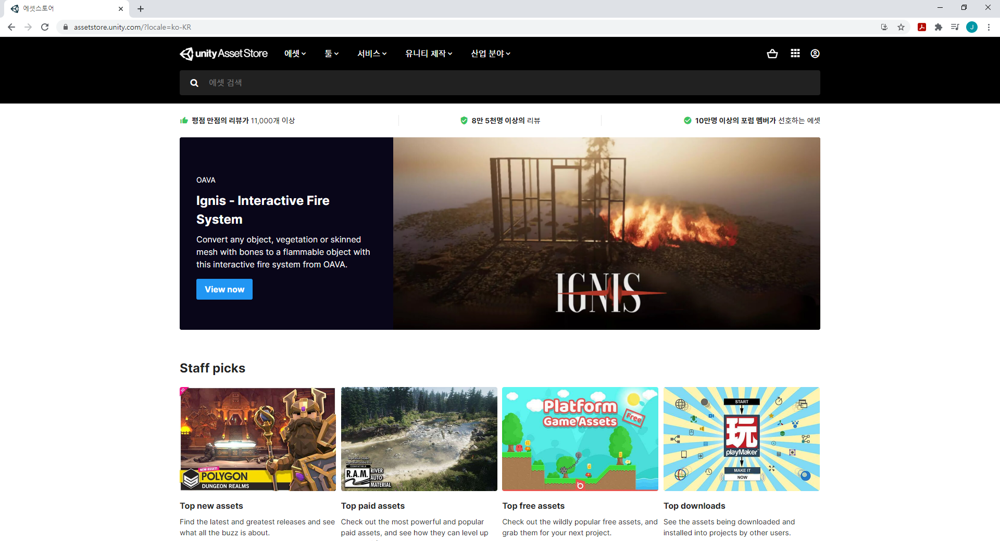 에셋스토어
assetstore.unity.com/?locale=ko-KR
J
unity Asset Store
에셋
툴
서비스
유니티 제작
산업 분야
에셋 검색
평점 만점의 리뷰가 11,000개 이상
8만 5천명 이상의 리뷰
10만명 이상의 포럼 멤버가 선호하는 에셋
OAVA
Ignis - Interactive Fire
System
Convert any object, vegetation or skinned
mesh with bones to a flammable object with
this interactive fire system from OAVA.
View now
IGNIS
Staff picks
3D
NEW ASSET!
POLYGON
DUNGEON REALMS
Vegetation Studio
Vegetation Studio Pro
COMPATIBLE
R.A.M.
RIVER
AUTO
MATERIAL
Platform
Game Assets
Free
b
START
玩
playMaker
MAKE IT
NOW
Top new assets
Find the latest and greatest releases and see
what all the buzz is about.
Top paid assets
Check out the most powerful and popular
paid assets, and see how they can level up
Top free assets
Check out the wildly popular free assets, and
grab them for your next project.
Top downloads
See the assets being downloaded and
installed into projects by other users.